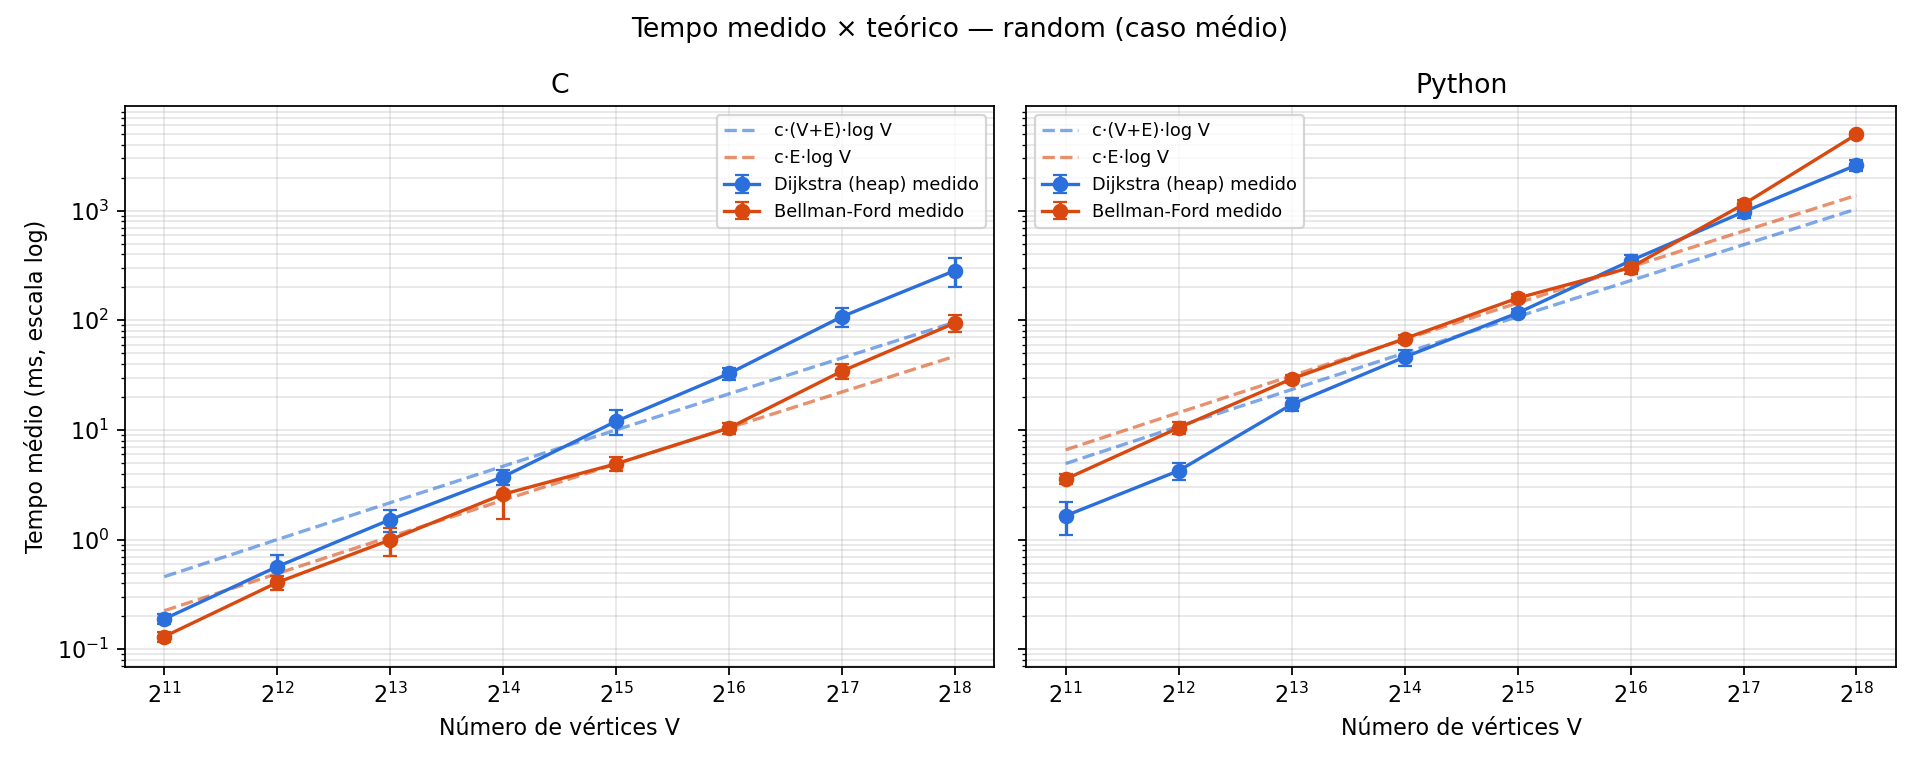 Tempo medido × teórico — random (caso médio)
C
Python
c·(V+E)·log V
c·E·log V
Dijkstra (heap) medido
Bellman-Ford medido
c·(V+E)·log V
c·E·log V
Dijkstra (heap) medido
Bellman-Ford medido
Tempo médio (ms, escala log)
10³
10²
10¹
10⁰
10⁻¹
2¹¹ 2¹² 2¹³ 2¹⁴ 2¹⁵ 2¹⁶ 2¹⁷ 2¹⁸
2¹¹ 2¹² 2¹³ 2¹⁴ 2¹⁵ 2¹⁶ 2¹⁷ 2¹⁸
Número de vértices V
Número de vértices V